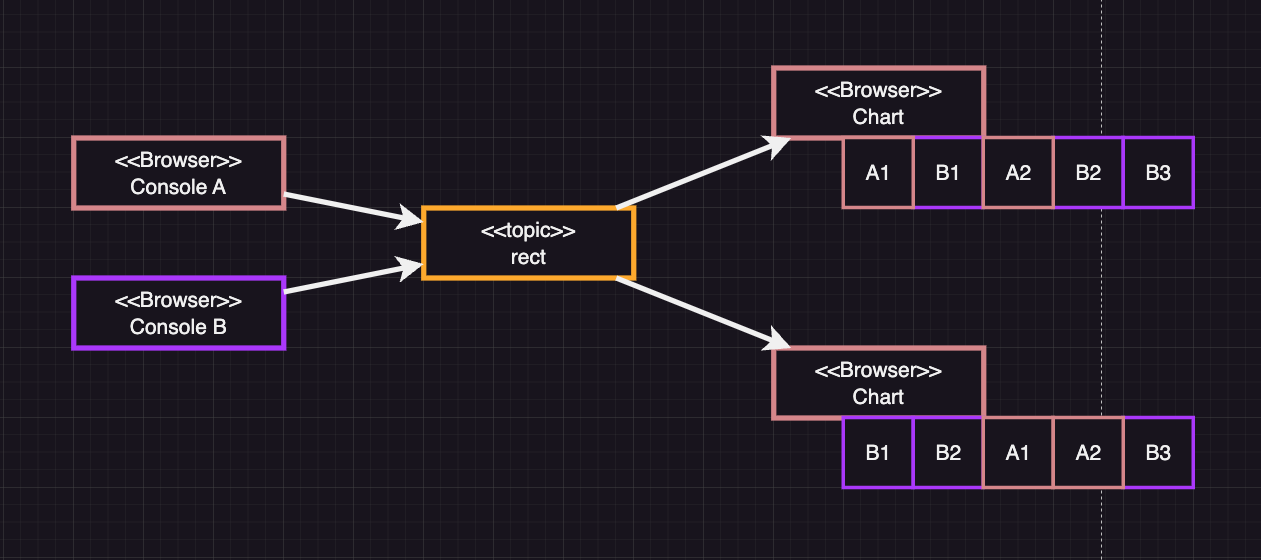 <<Browser>>
Console A
<<Browser>>
Console B
<<topic>>
rect
<<Browser>>
Chart
A1 B1 A2 B2 B3
<<Browser>>
Chart
B1 B2 A1 A2 B3